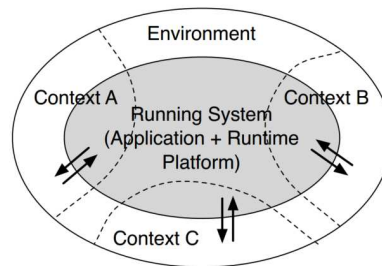 Environment
Context A
Context B
Running System
(Application + Runtime
Platform)
Context C